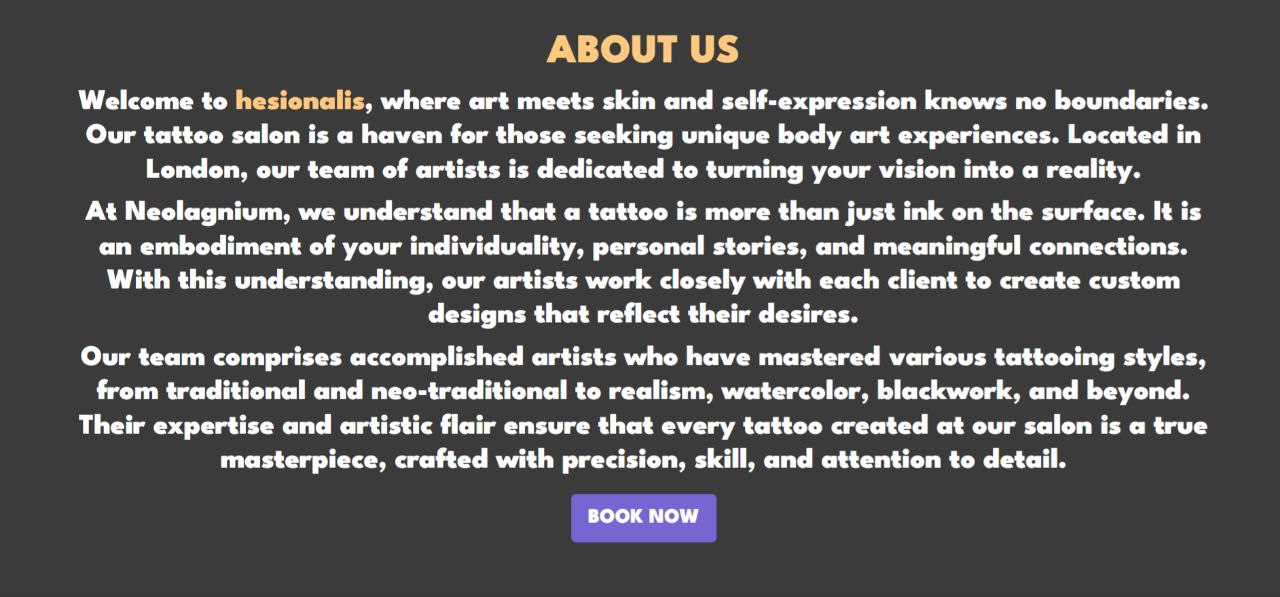 ABOUT US
Welcome to hesionalis, where art meets skin and self-expression knows no boundaries.
Our tattoo salon is a haven for those seeking unique body art experiences. Located in
London, our team of artists is dedicated to turning your vision into a reality.
At Neolagnium, we understand that a tattoo is more than just ink on the surface. It is
an embodiment of your individuality, personal stories, and meaningful connections.
With this understanding, our artists work closely with each client to create custom
designs that reflect their desires.
Our team comprises accomplished artists who have mastered various tattooing styles,
from traditional and neo-traditional to realism, watercolor, blackwork, and beyond.
Their expertise and artistic flair ensure that every tattoo created at our salon is a true
masterpiece, crafted with precision, skill, and attention to detail.
BOOK NOW